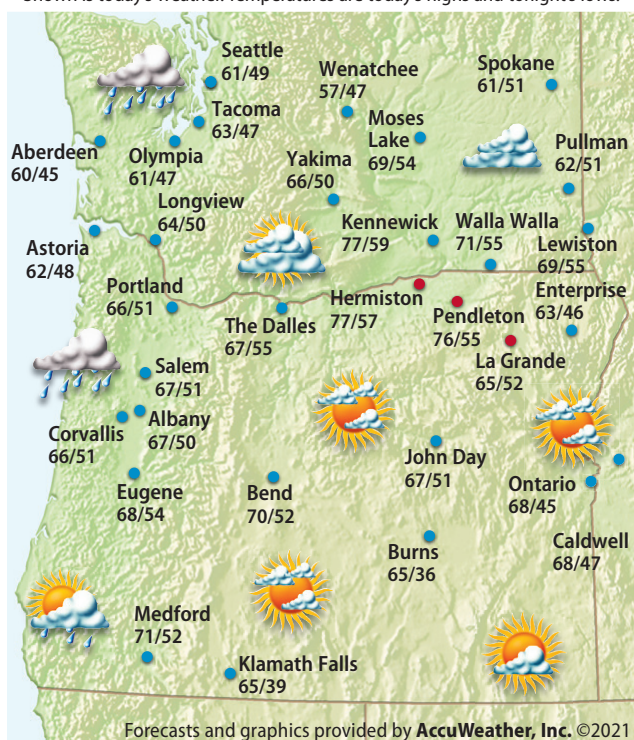 Shown is today's weather. Temperatures are today's highs and tonight's lows.
Seattle
61/49
Wenatchee
57/47
Spokane
61/51
Tacoma
63/47
Moses
Lake
69/54
Pullman
62/51
Aberdeen
60/45
Olympia
61/47
Yakima
66/50
Longview
64/50
Kennewick
77/59
Walla Walla
71/55
Lewiston
69/55
Astoria
62/48
Portland
66/51
Hermiston
77/57
Enterprise
63/46
The Dalles
67/55
Pendleton
76/55
La Grande
65/52
Salem
67/51
Albany
67/50
Corvallis
66/51
John Day
67/51
Eugene
68/54
Bend
70/52
Ontario
68/45
Burns
65/36
Caldwell
68/47
Medford
71/52
Klamath Falls
65/39
Forecasts and graphics provided by AccuWeather, Inc. ©2021